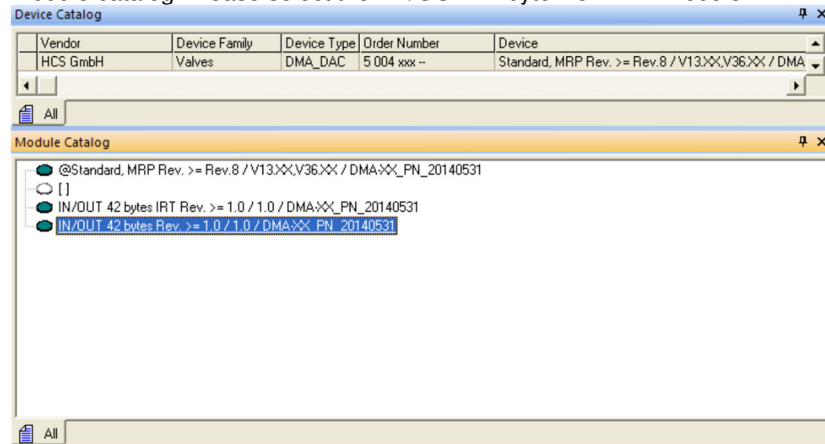 Device Catalog
Vendor Device Family Device Type Order Number Device
HCS GmbH Valves DMA_DAC 5 004 xxx -- Standard, MRP Rev. >= Rev.8 / V13.XX,V36.XX / DMA
All
Module Catalog
@Standard, MRP Rev. >= Rev.8 / V13.XX,V36.XX / DMA-XX_PN_20140531
[ ]
IN/OUT 42 bytes IRT Rev. >= 1.0 / 1.0 / DMA-XX_PN_20140531
IN/OUT 42 bytes Rev. >= 1.0 / 1.0 / DMA-XX_PN_20140531
All